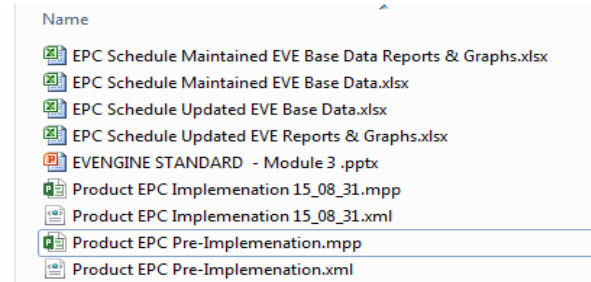 Name
EPC Schedule Maintained EVE Base Data Reports & Graphs.xlsx
EPC Schedule Maintained EVE Base Data.xlsx
EPC Schedule Updated EVE Base Data.xlsx
EPC Schedule Updated EVE Reports & Graphs.xlsx
EVENGINE STANDARD - Module 3 .pptx
Product EPC Implemenation 15_08_31.mpp
Product EPC Implemenation 15_08_31.xml
Product EPC Pre-Implemenation.mpp
Product EPC Pre-Implemenation.xml